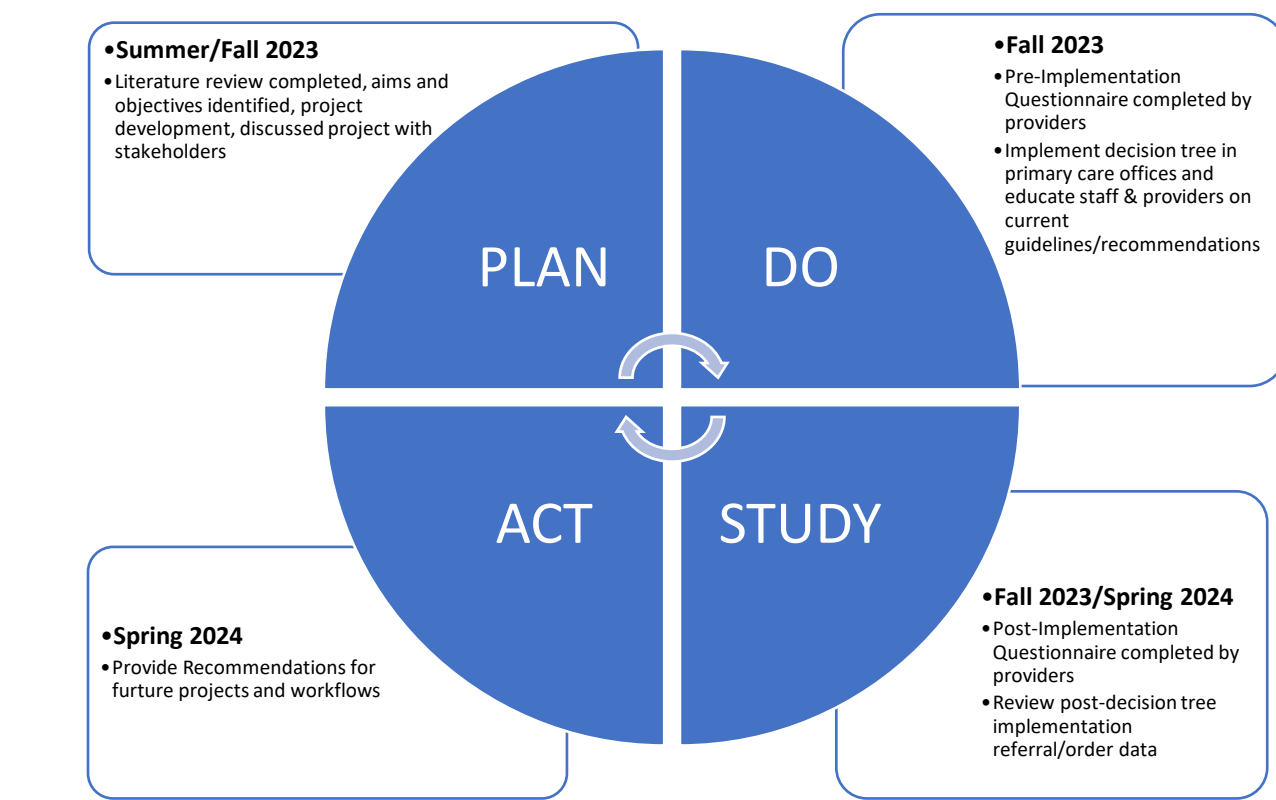 •Summer/Fall 2023
•Literature review completed, aims and
objectives identified, project
development, discussed project with
stakeholders
PLAN
•Fall 2023
•Pre-Implementation
Questionnaire completed by
providers
•Implement decision tree in
primary care offices and
educate staff & providers on
current
guidelines/recommendations
DO
ACT
•Spring 2024
•Provide Recommendations for
furture projects and workflows
STUDY
•Fall 2023/Spring 2024
•Post-Implementation
Questionnaire completed by
providers
•Review post-decision tree
implementation
referral/order data